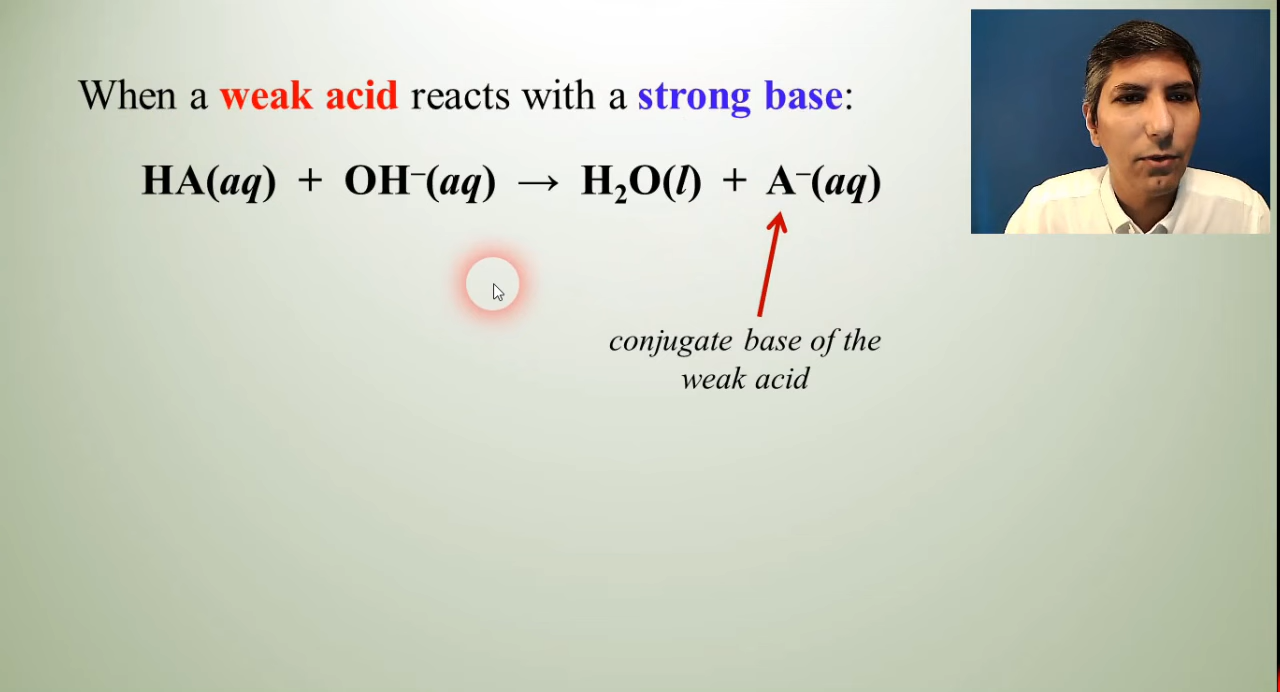 When a weak acid reacts with a strong base:
HA(aq) + OH⁻(aq) → H₂O(l) + A⁻(aq)
conjugate base of the
weak acid